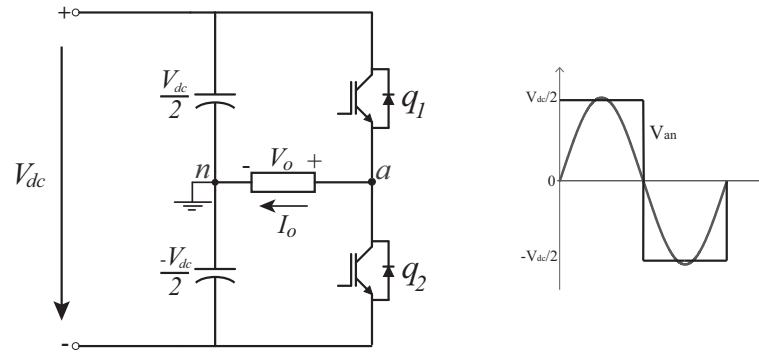 +
V_dc/2
q_1
n
- V_o +
a
V_dc
I_o
-V_dc/2
q_2
-
V_dc/2
V_an
0
-V_dc/2